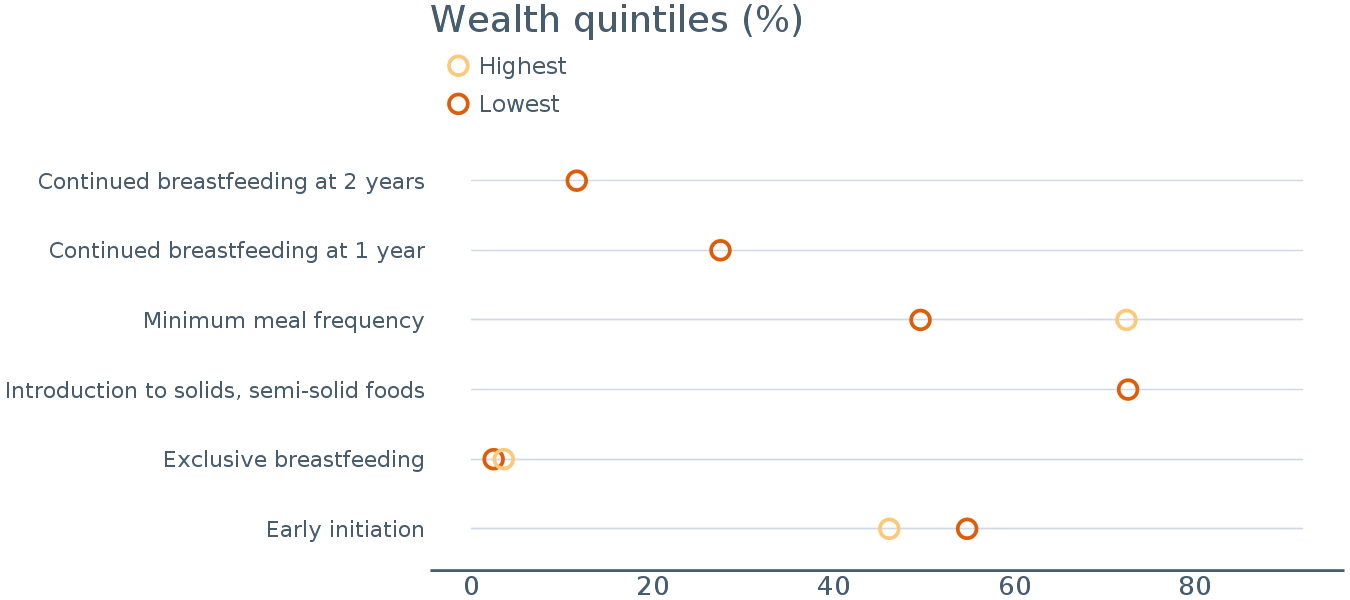 Wealth quintiles (%)
Highest
Lowest
Continued breastfeeding at 2 years
Continued breastfeeding at 1 year
Minimum meal frequency
Introduction to solids, semi-solid foods
Exclusive breastfeeding
Early initiation
0 20 40 60 80